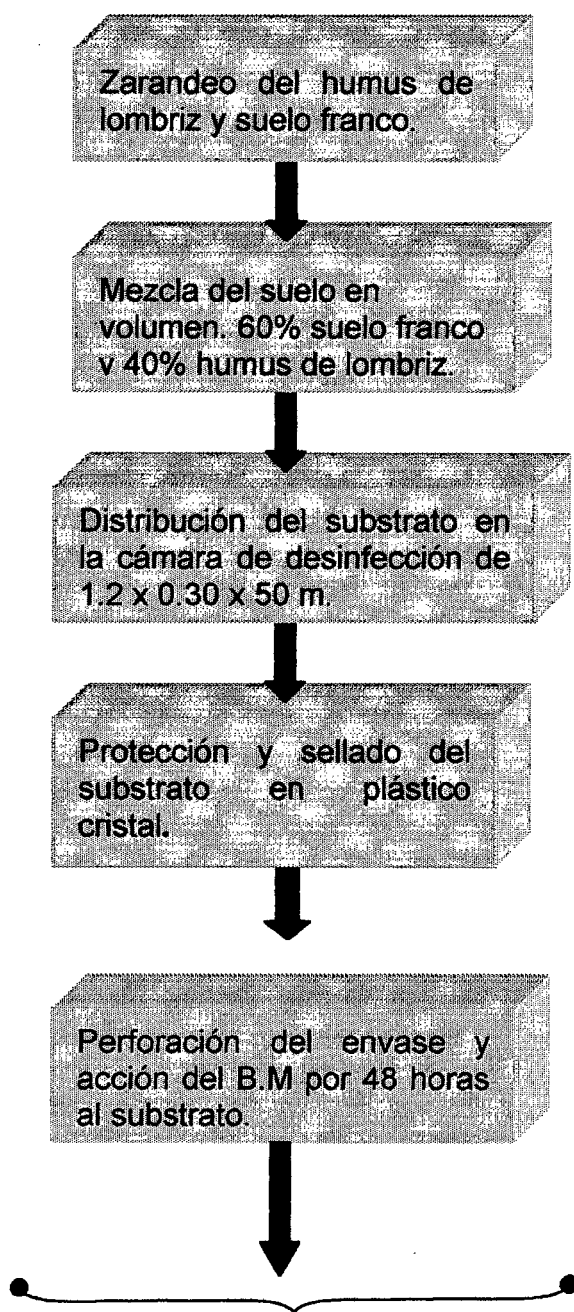 Zarandeo del humus de
lombriz y suelo franco.
Mezcla del suelo en
volumen. 60% suelo franco
y 40% humus de lombriz.
Distribución del substrato en
la cámara de desinfección de
1.2 x 0.30 x 50 m.
Protección y sellado del
substrato en plástico
cristal.
Perforación del envase y
acción del B.M por 48 horas
al substrato.